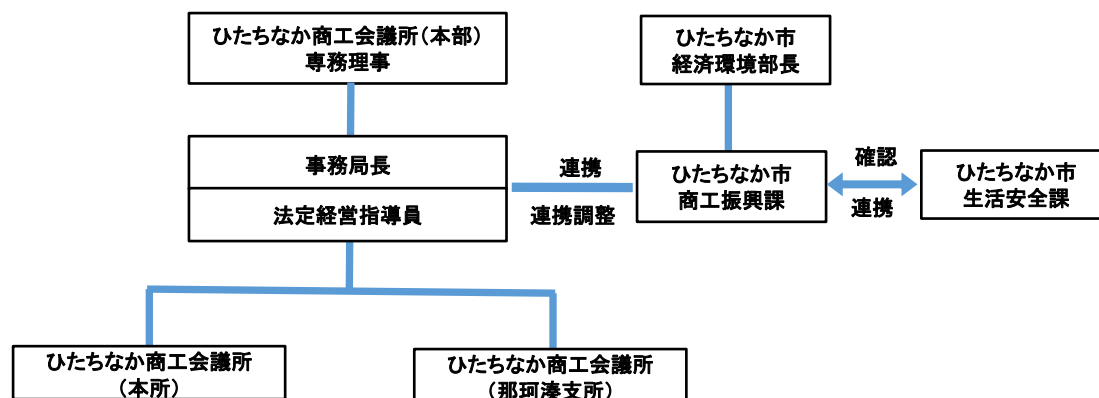 ひたちなか商工会議所（本部）
専務理事
ひたちなか市
経済環境部長
事務局長
法定経営指導員
連携
連携調整
ひたちなか市
商工振興課
確認
連携
ひたちなか市
生活安全課
ひたちなか商工会議所
（本所）
ひたちなか商工会議所
（那珂湊支所）